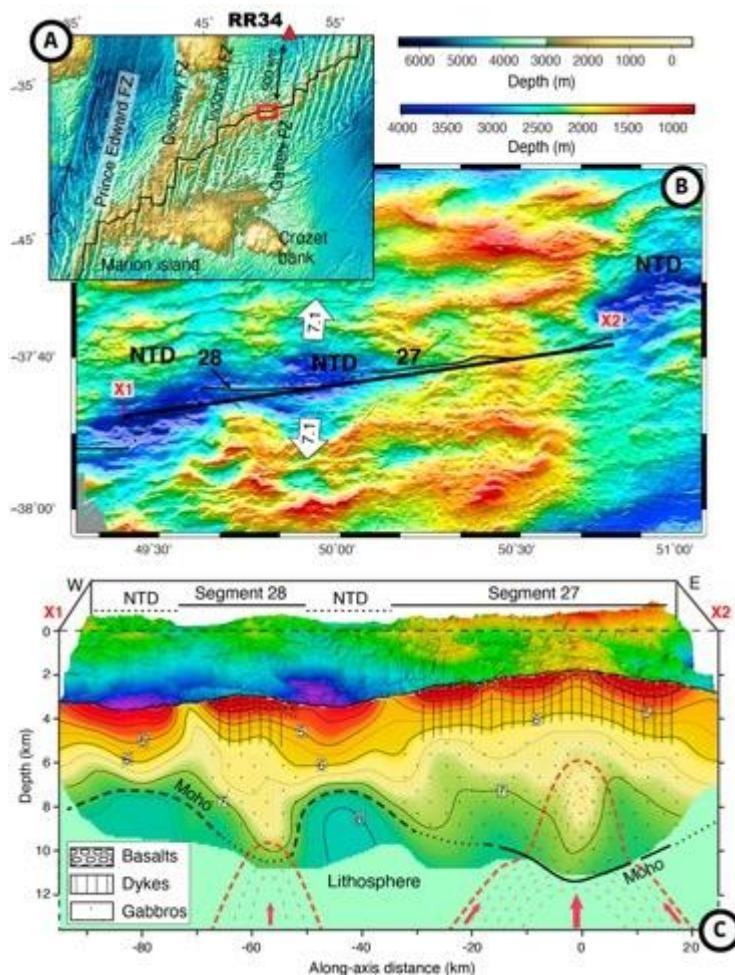 A
RR34
35° 45 55
-35°
-45
Prince Edward FZ
Discovery FZ
Indomed FZ
Gallieni FZ
Marion island
Crozet
bank
6000 5000 4000 3000 2000 1000 0
Depth (m)
4000 3500 3000 2500 2000 1500 1000
Depth (m)
B
NTD
NTD
NTD
28
27
7.1
7.1
X1
X2
-37°40'
-38°00'
49°30' 50°00' 50°30' 51°00'
W
E
X1
X2
NTD Segment 28 NTD Segment 27
0
2
4
6
8
10
12
Depth (km)
Moho
Moho
Lithosphere
Basalts
Dykes
Gabbros
C
-80 -60 -40 -20 0 20
Along-axis distance (km)